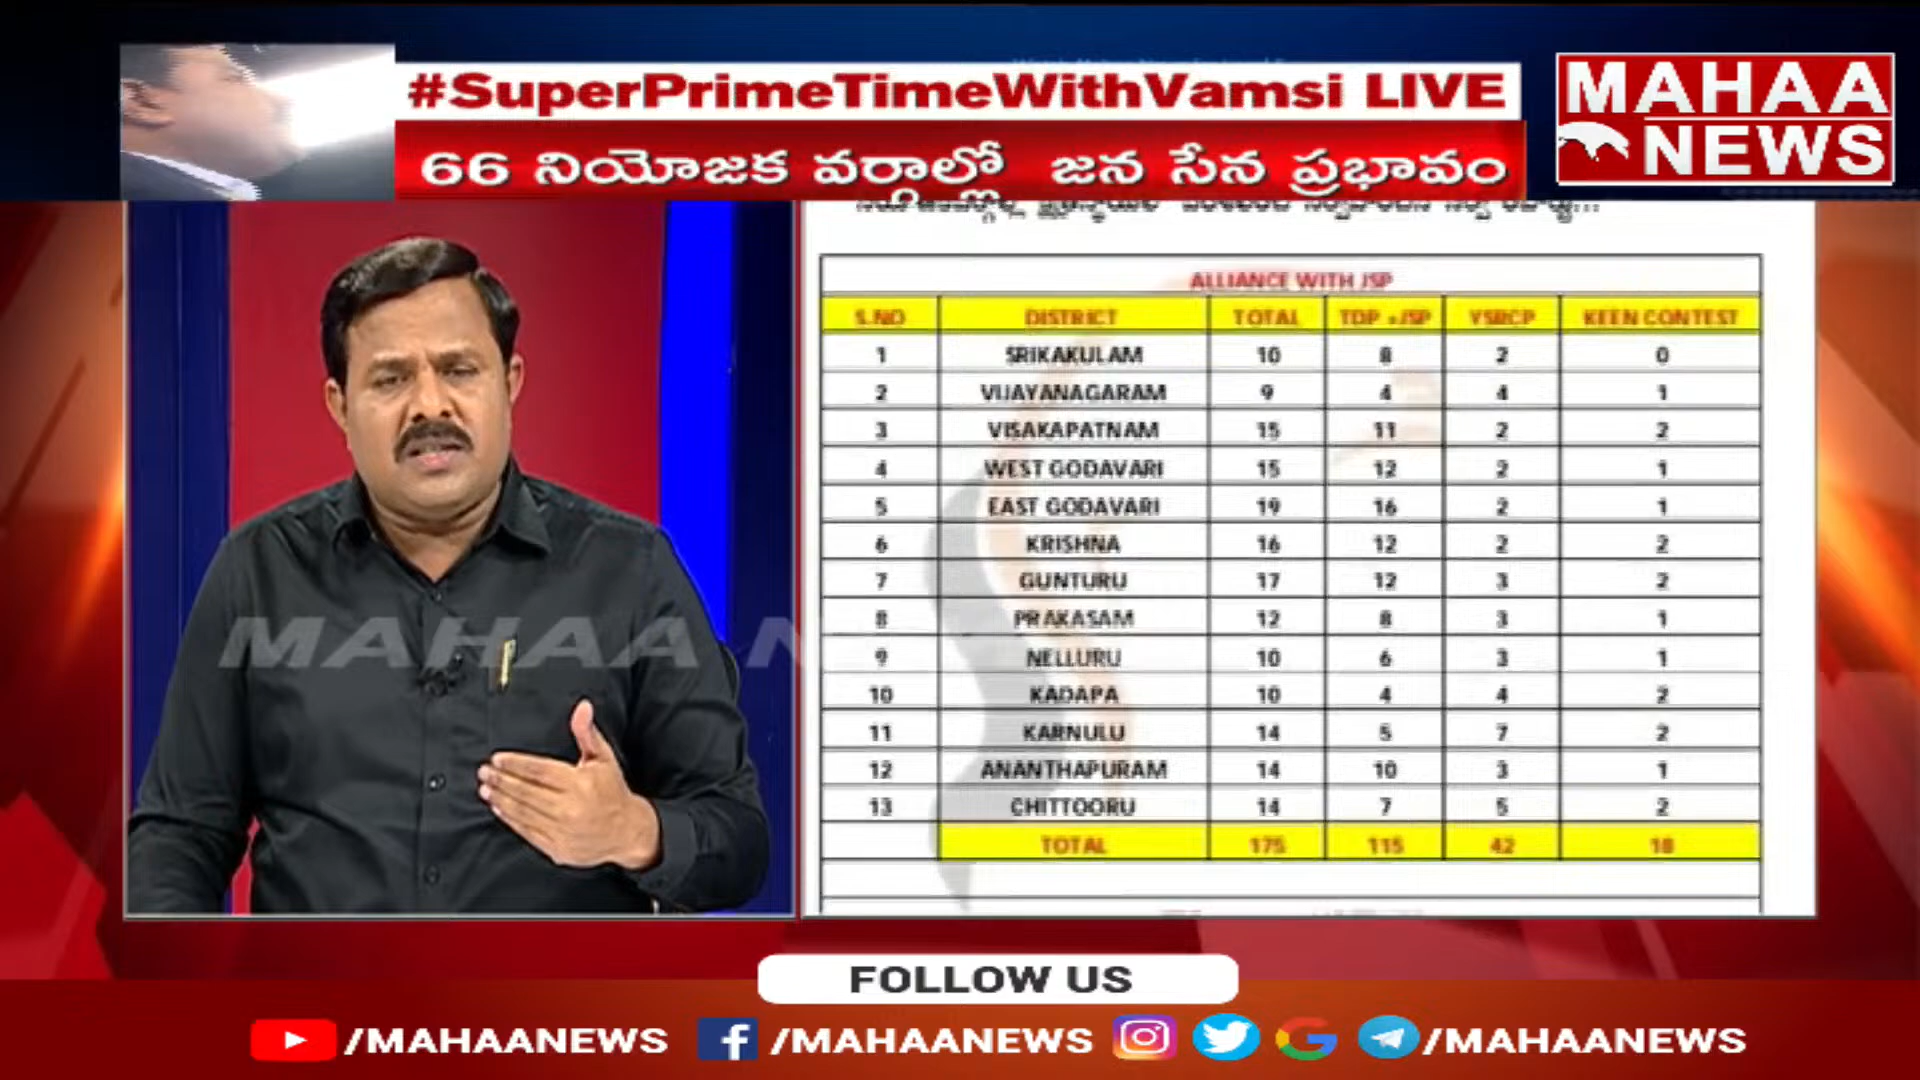 #SuperPrimeTimeWithVamsi LIVE
66 నియోజక వర్గాల్లో జన సేన ప్రభావం
MAHAA
NEWS
ALLIANCE WITH JSP
S.NO DISTRICT TOTAL TDP +JSP YSRCP KEEN CONTEST
1 SRIKAKULAM 10 8 2 0
2 VIJAYANAGARAM 9 4 4 1
3 VISAKAPATNAM 15 11 2 2
4 WEST GODAVARI 15 12 2 1
5 EAST GODAVARI 19 16 2 1
6 KRISHNA 16 12 2 2
7 GUNTURU 17 12 3 2
8 PRAKASAM 12 8 3 1
9 NELLURU 10 6 3 1
10 KADAPA 10 4 4 2
11 KARNULU 14 5 7 2
12 ANANTHAPURAM 14 10 3 1
13 CHITTOORU 14 7 5 2
TOTAL 175 115 42 18
MAHAA N
FOLLOW US
/MAHAANEWS /MAHAANEWS /MAHAANEWS